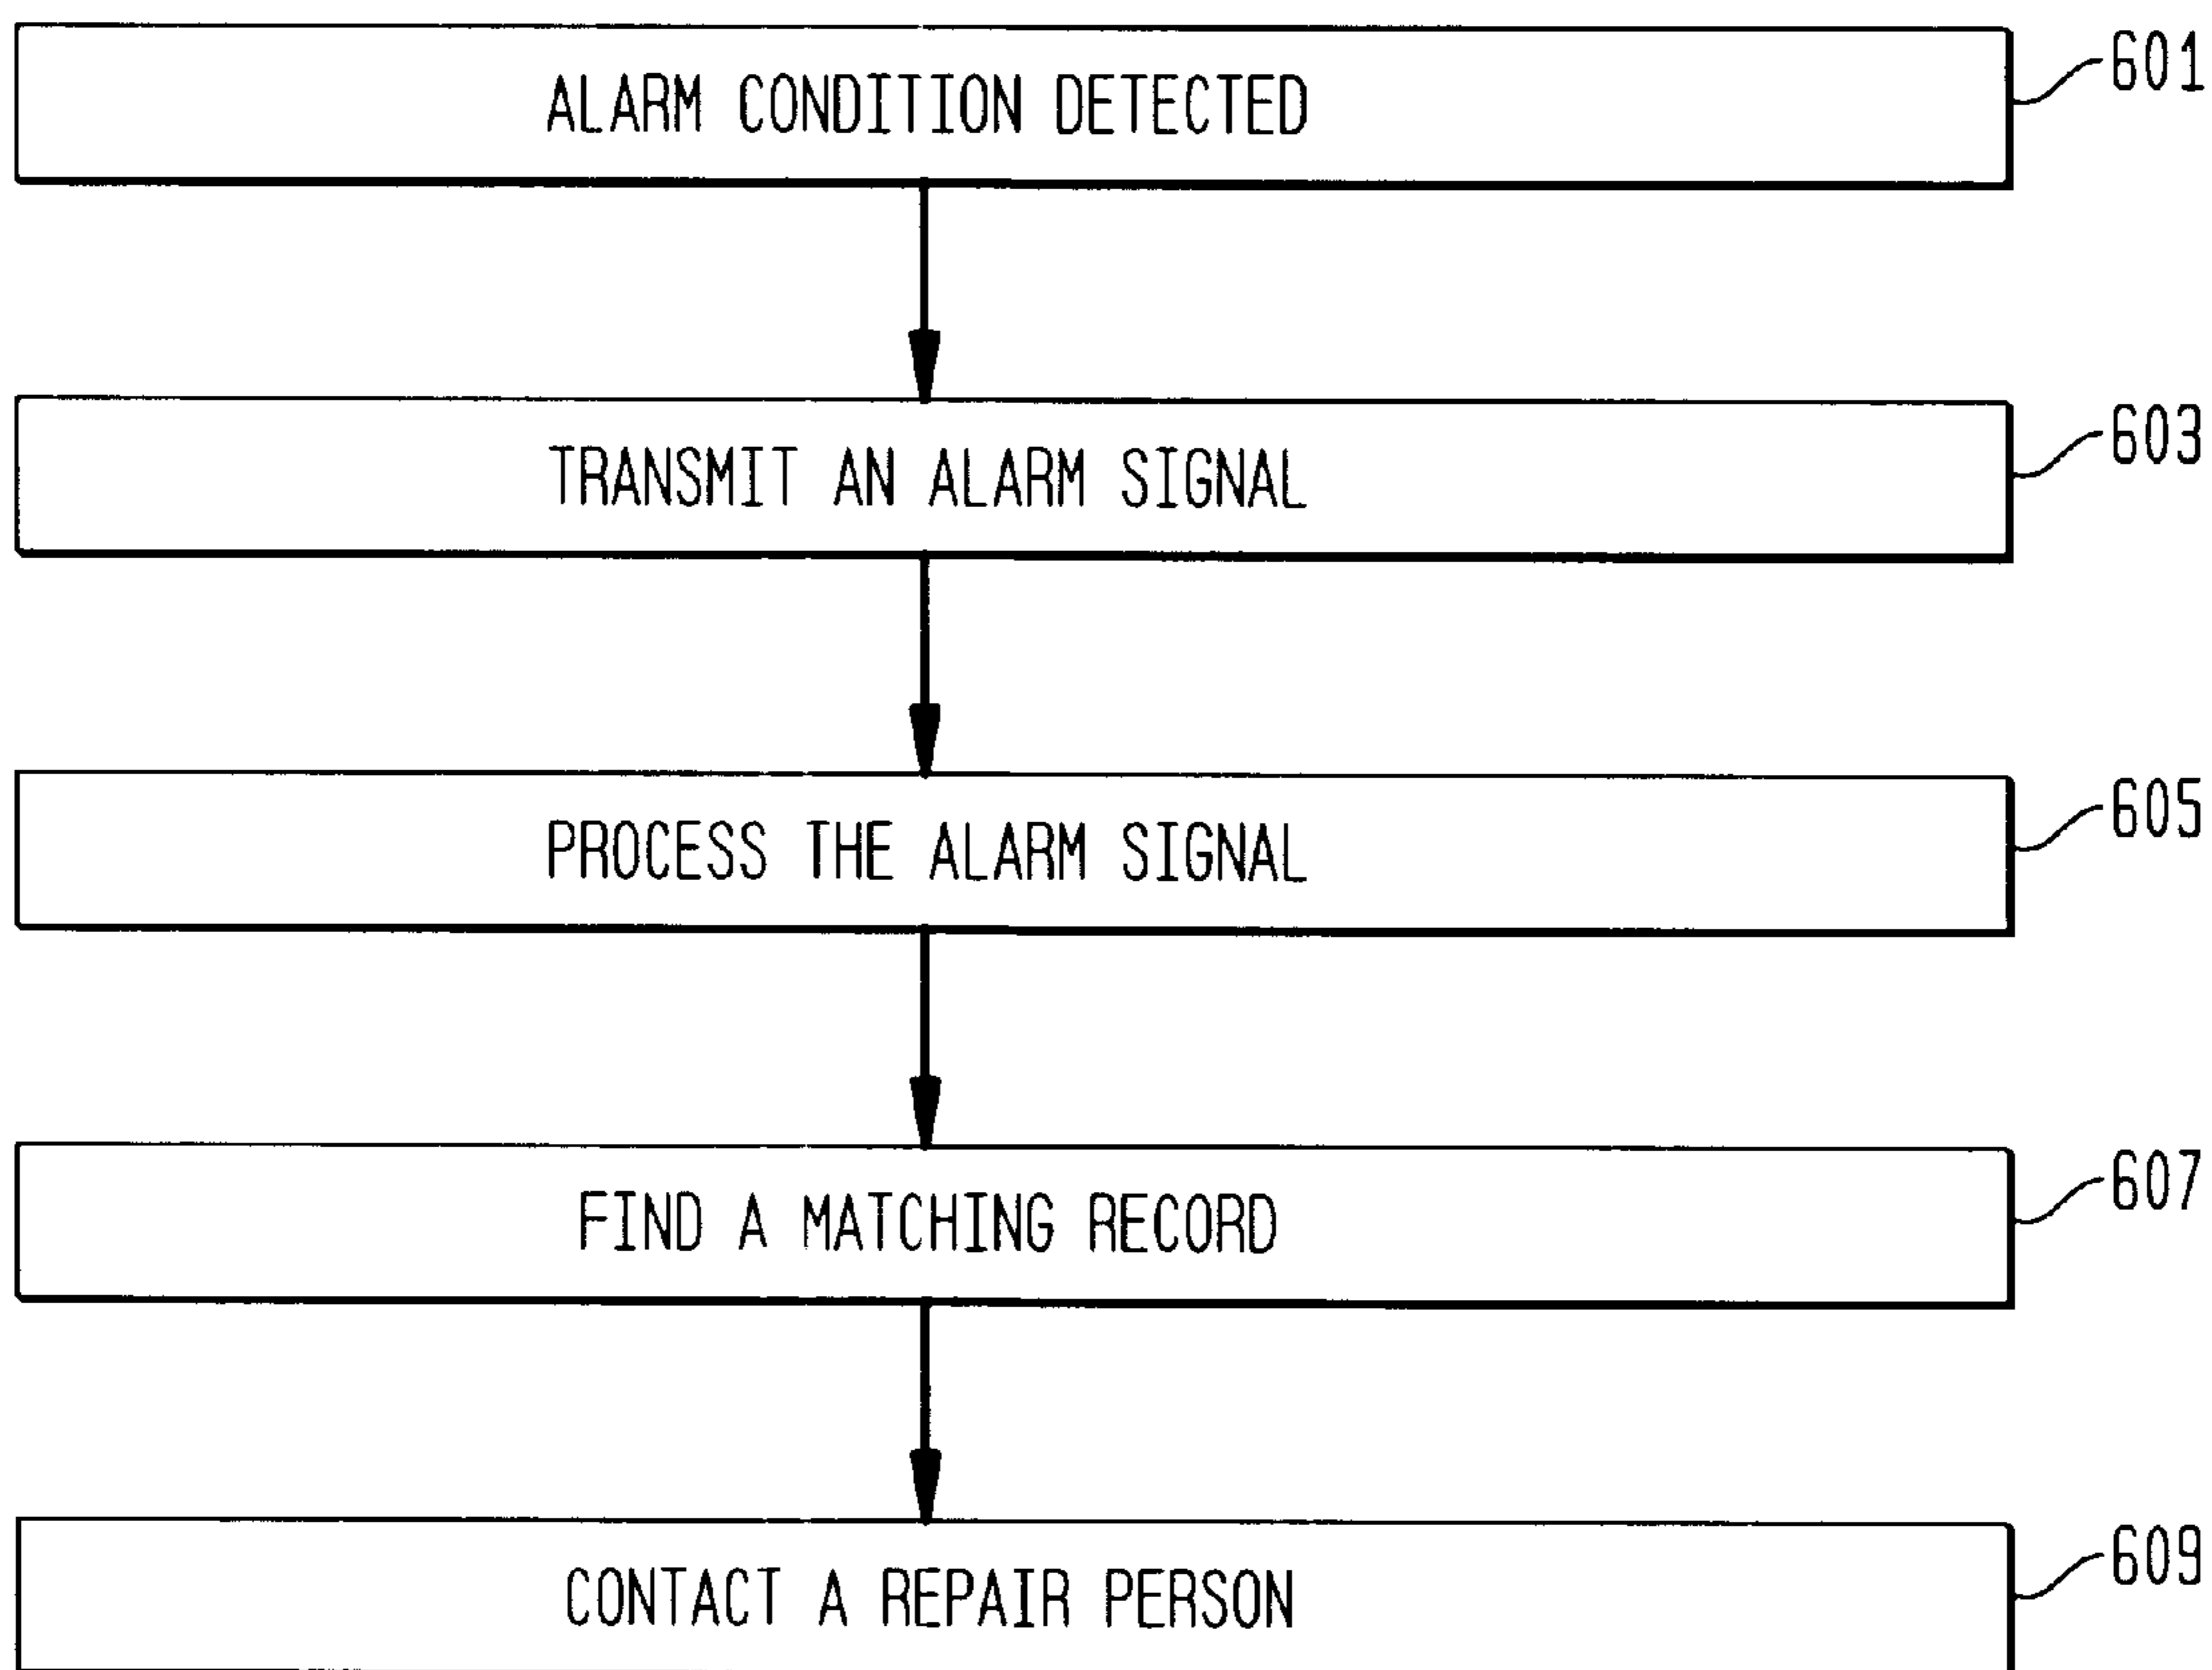 ALARM CONDITION DETECTED
601
TRANSMIT AN ALARM SIGNAL
603
PROCESS THE ALARM SIGNAL
605
FIND A MATCHING RECORD
607
CONTACT A REPAIR PERSON
609